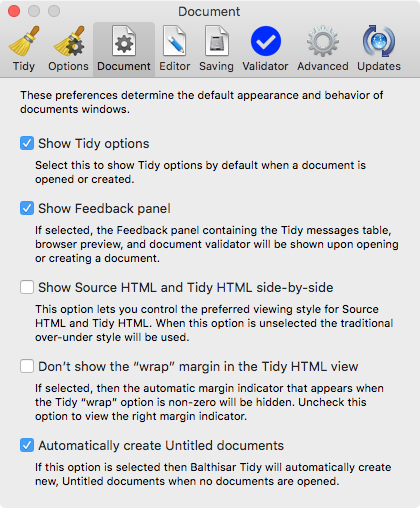 Document
Tidy Options Document Editor Saving Validator Advanced Updates
These preferences determine the default appearance and behavior of
documents windows.
Show Tidy options
Select this to show Tidy options by default when a document is
opened or created.
Show Feedback panel
If selected, the Feedback panel containing the Tidy messages table,
browser preview, and document validator will be shown upon opening
or creating a document.
Show Source HTML and Tidy HTML side-by-side
This option lets you control the preferred viewing style for Source
HTML and Tidy HTML. When this option is unselected the traditional
over-under style will be used.
Don’t show the “wrap” margin in the Tidy HTML view
If selected, then the automatic margin indicator that appears when
the Tidy “wrap” option is non-zero will be hidden. Uncheck this
option to view the right margin indicator.
Automatically create Untitled documents
If this option is selected then Balthisar Tidy will automatically create
new, Untitled documents when no documents are opened.